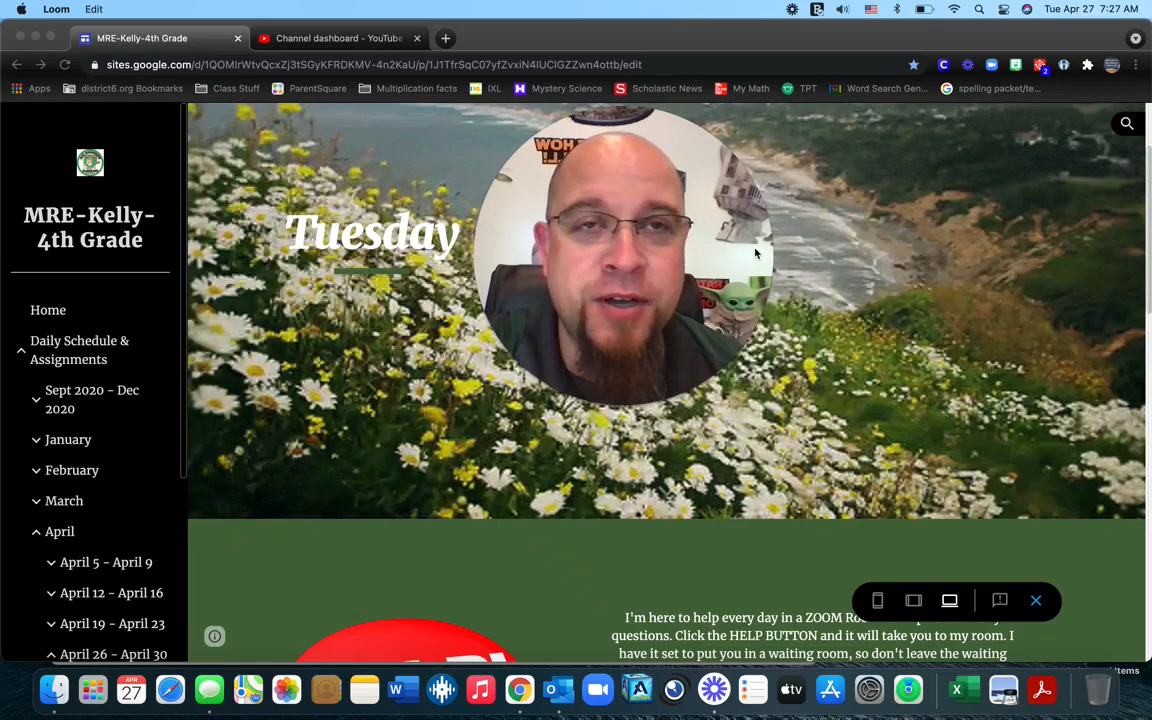 Loom Edit Tue Apr 27 7:27 AM
MRE-Kelly-4th Grade Channel dashboard - YouTube
sites.google.com/d/1QOMIrWtvQcxZj3tSGyKFRDKMV-4n2KaU/p/1J1TfrSqC07yfZvxiN4IUCIGZZwn4ottb/edit
Apps district6.org Bookmarks Class Stuff ParentSquare Multiplication facts IXL Mystery Science Scholastic News My Math TPT Word Search Gen... spelling packet/te...
MRE-Kelly-
4th Grade
Home
Daily Schedule &
Assignments
Sept 2020 - Dec
2020
January
February
March
April
April 5 - April 9
April 12 - April 16
April 19 - April 23
April 26 - April 30
Tuesday
I'm here to help every day in a ZOOM
questions. Click the HELP BUTTON and it will take you to my room. I
have it set to put you in a waiting room, so don't leave the waiting